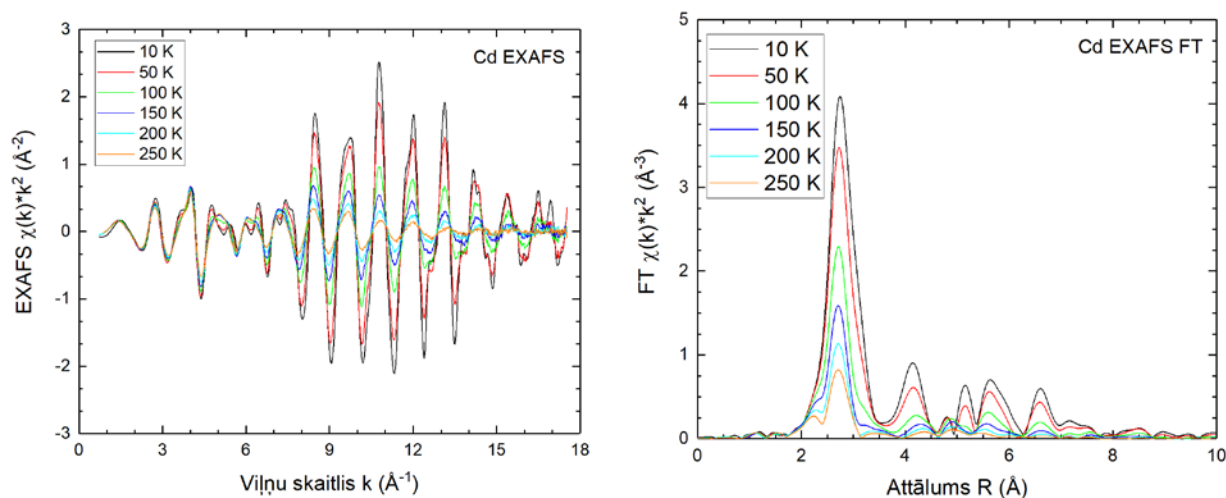 3
2
1
0
-1
-2
-3
0
3
6
9
12
15
18
EXAFS χ(k)*k² (Å⁻²)
Viļņu skaitlis k (Å⁻¹)
Cd EXAFS
10 K
50 K
100 K
150 K
200 K
250 K
5
4
3
2
1
0
0
2
4
6
8
10
FT χ(k)*k² (Å⁻³)
Attālums R (Å)
Cd EXAFS FT
10 K
50 K
100 K
150 K
200 K
250 K